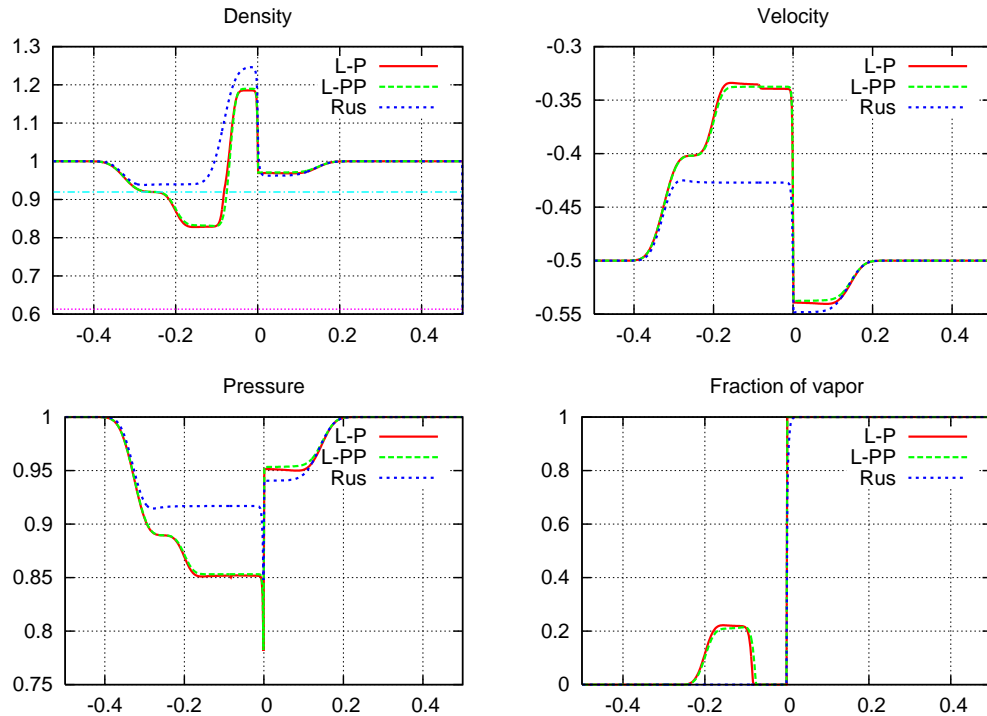 Density
1.3
1.2
1.1
1
0.9
0.8
0.7
0.6
-0.4
-0.2
0
0.2
0.4
L-P
L-PP
Rus
Velocity
-0.3
-0.35
-0.4
-0.45
-0.5
-0.55
-0.4
-0.2
0
0.2
0.4
L-P
L-PP
Rus
Pressure
1
0.95
0.9
0.85
0.8
0.75
-0.4
-0.2
0
0.2
0.4
L-P
L-PP
Rus
Fraction of vapor
1
0.8
0.6
0.4
0.2
0
-0.4
-0.2
0
0.2
0.4
L-P
L-PP
Rus